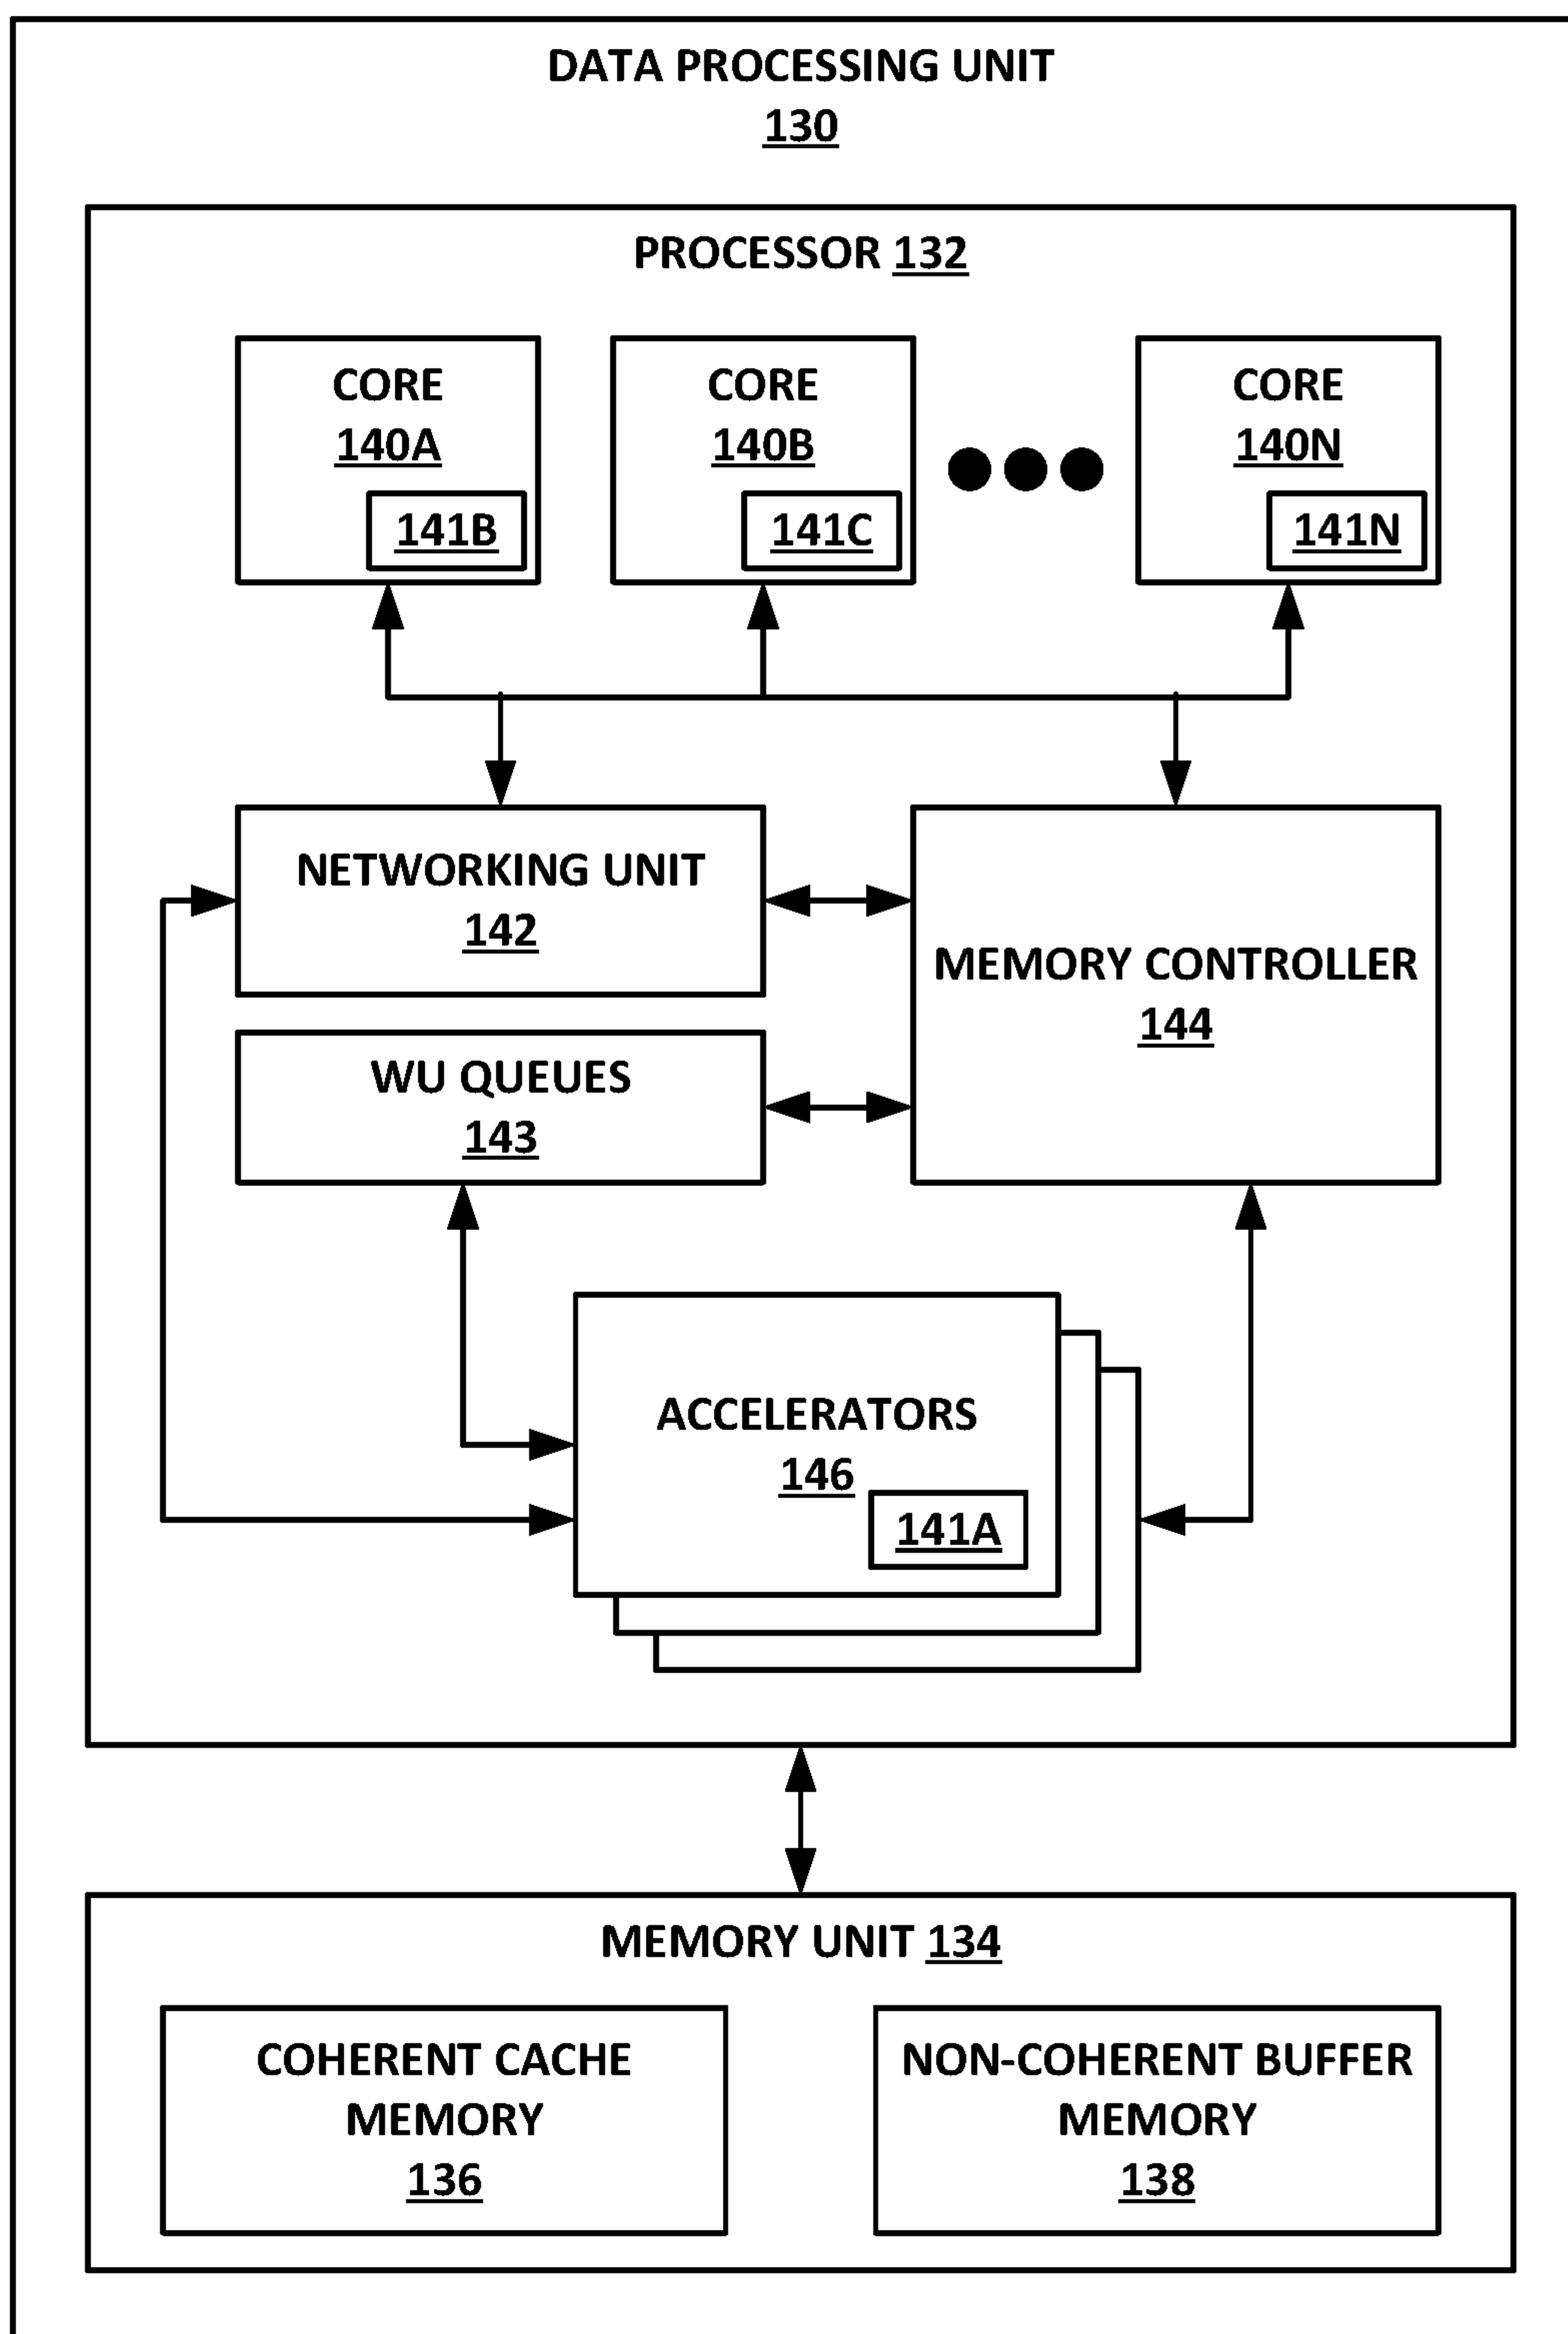 DATA PROCESSING UNIT
130
PROCESSOR 132
CORE
140A
141B
CORE
140B
141C
CORE
140N
141N
NETWORKING UNIT
142
MEMORY CONTROLLER
144
WU QUEUES
143
ACCELERATORS
146
141A
MEMORY UNIT 134
COHERENT CACHE
MEMORY
136
NON-COHERENT BUFFER
MEMORY
138